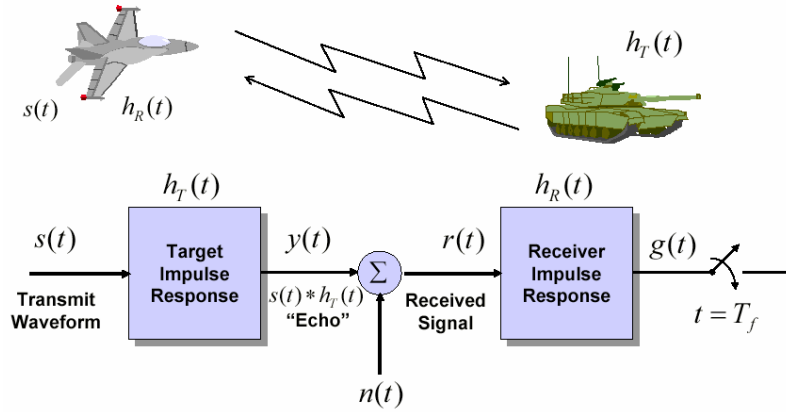 h_T(t)
s(t)
h_R(t)
h_T(t)
h_R(t)
s(t)
Target
Impulse
Response
y(t)
Σ
r(t)
Receiver
Impulse
Response
g(t)
Transmit
Waveform
s(t) * h_T(t)
“Echo”
Received
Signal
t = T_f
n(t)